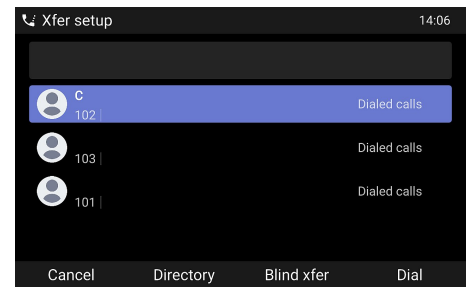 Xfer setup 14:06
C
102 | Dialed calls
103 | Dialed calls
101 | Dialed calls
Cancel Directory Blind xfer Dial